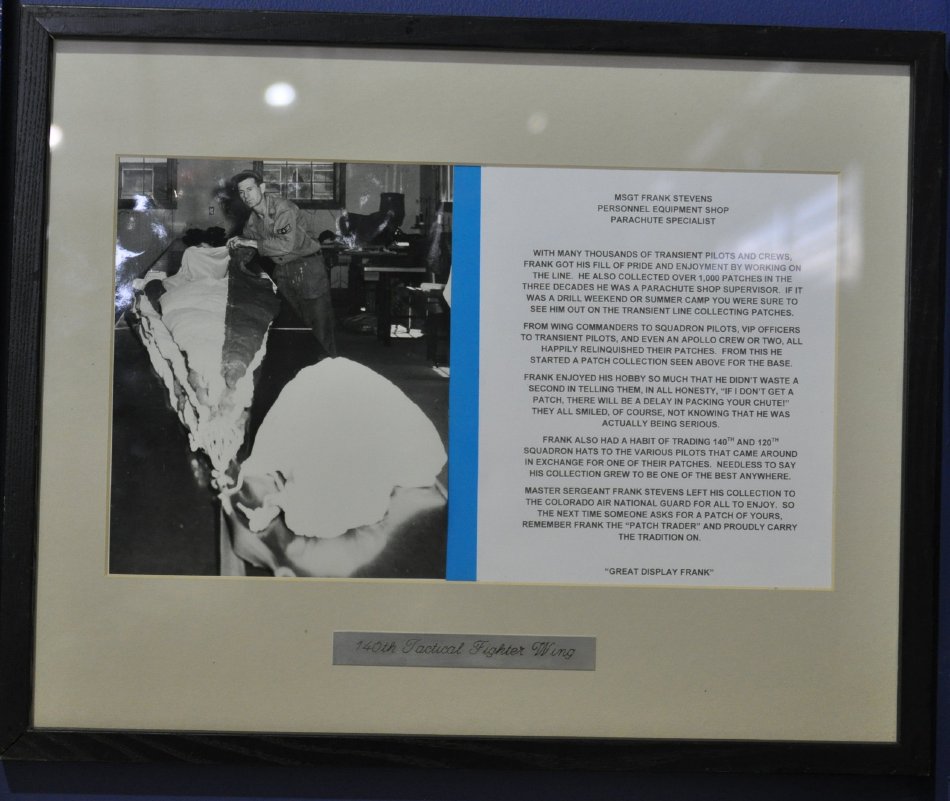 MSGT FRANK STEVENS
PERSONNEL EQUIPMENT SHOP
PARACHUTE SPECIALIST
WITH MANY THOUSANDS OF TRANSIENT PILOTS AND CREWS,
FRANK GOT HIS FILL OF PRIDE AND ENJOYMENT BY WORKING ON
THE LINE. HE ALSO COLLECTED OVER 1,000 PATCHES IN THE
THREE DECADES HE WAS A PARACHUTE SHOP SUPERVISOR. IF IT
WAS A DRILL WEEKEND OR SUMMER CAMP YOU WERE SURE TO
SEE HIM OUT ON THE TRANSIENT LINE COLLECTING PATCHES.
FROM WING COMMANDERS TO SQUADRON PILOTS, VIP OFFICERS
TO TRANSIENT PILOTS, AND EVEN AN APOLLO CREW OR TWO, ALL
HAPPILY RELINQUISHED THEIR PATCHES. FROM THIS HE
STARTED A PATCH COLLECTION SEEN ABOVE FOR THE BASE.
FRANK ENJOYED HIS HOBBY SO MUCH THAT HE DIDN'T WASTE A
SECOND IN TELLING THEM, IN ALL HONESTY, "IF I DON'T GET A
PATCH, THERE WILL BE A DELAY IN PACKING YOUR CHUTE!"
THEY ALL SMILED, OF COURSE, NOT KNOWING THAT HE WAS
ACTUALLY BEING SERIOUS.
FRANK ALSO HAD A HABIT OF TRADING 140TH AND 120TH
SQUADRON HATS TO THE VARIOUS PILOTS THAT CAME AROUND
IN EXCHANGE FOR ONE OF THEIR PATCHES. NEEDLESS TO SAY
HIS COLLECTION GREW TO BE ONE OF THE BEST ANYWHERE.
MASTER SERGEANT FRANK STEVENS LEFT HIS COLLECTION TO
THE COLORADO AIR NATIONAL GUARD FOR ALL TO ENJOY. SO
THE NEXT TIME SOMEONE ASKS FOR A PATCH OF YOURS,
REMEMBER FRANK THE "PATCH TRADER" AND PROUDLY CARRY
THE TRADITION ON.
"GREAT DISPLAY FRANK"
140th Tactical Fighter Wing